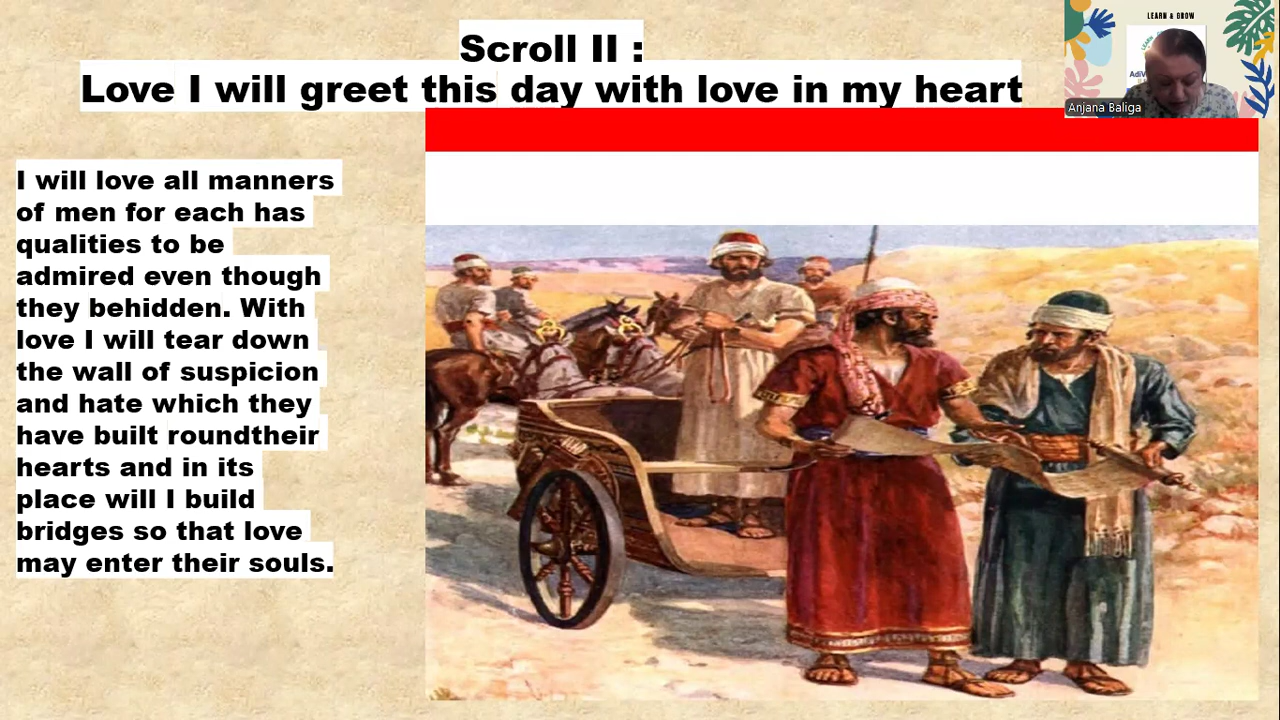 Scroll II :
Love I will greet this day with love in my heart
LEARN & GROW
Anjana Baliga
I will love all manners
of men for each has
qualities to be
admired even though
they behidden. With
love I will tear down
the wall of suspicion
and hate which they
have built roundtheir
hearts and in its
place will I build
bridges so that love
may enter their souls.